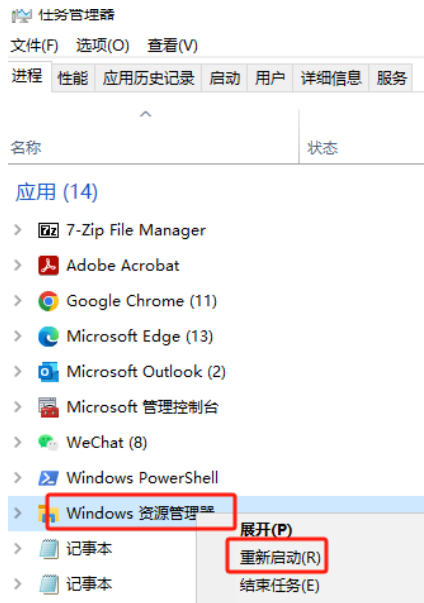 任务管理器
文件(F) 选项(O) 查看(V)
进程 性能 应用历史记录 启动 用户 详细信息 服务
名称 状态
应用 (14)
7-Zip File Manager
Adobe Acrobat
Google Chrome (11)
Microsoft Edge (13)
Microsoft Outlook (2)
Microsoft 管理控制台
WeChat (8)
Windows PowerShell
Windows 资源管理器
展开(P)
记事本
重新启动(R)
记事本
结束任务(E)